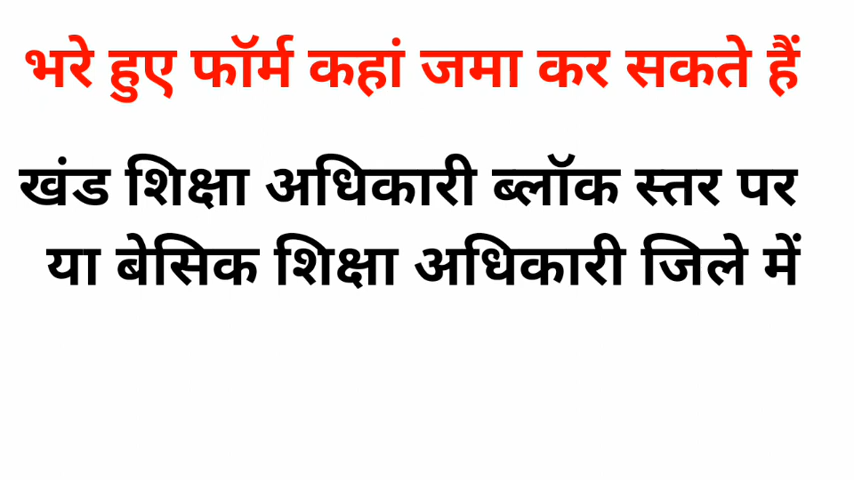 भरे हुए फॉर्म कहां जमा कर सकते हैं
खंड शिक्षा अधिकारी ब्लॉक स्तर पर
या बेसिक शिक्षा अधिकारी जिले में